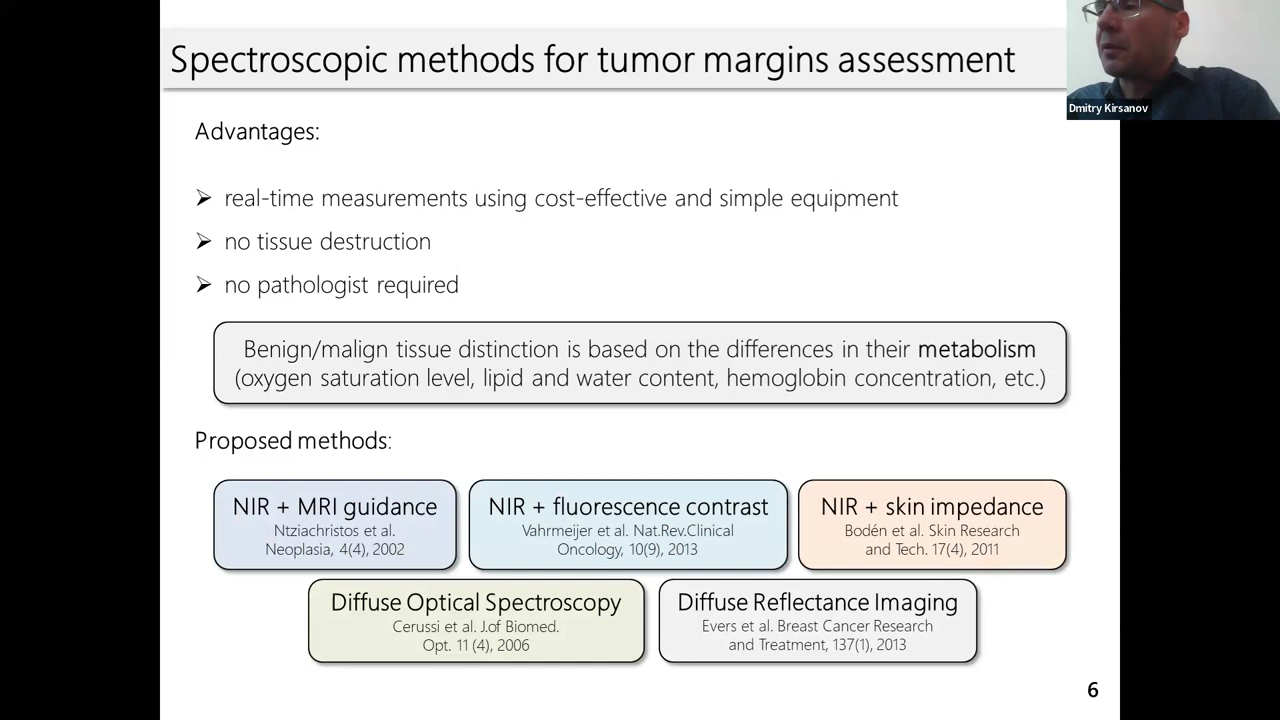 Spectroscopic methods for tumor margins assessment
Dmitry Kirsanov
Advantages:
real-time measurements using cost-effective and simple equipment
no tissue destruction
no pathologist required
Benign/malign tissue distinction is based on the differences in their metabolism
(oxygen saturation level, lipid and water content, hemoglobin concentration, etc.)
Proposed methods:
NIR + MRI guidance
Ntziachristos et al.
Neoplasia, 4(4), 2002
NIR + fluorescence contrast
Vahrmeijer et al. Nat.Rev.Clinical
Oncology, 10(9), 2013
NIR + skin impedance
Bodén et al. Skin Research
and Tech. 17(4), 2011
Diffuse Optical Spectroscopy
Cerussi et al. J.of Biomed.
Opt. 11 (4), 2006
Diffuse Reflectance Imaging
Evers et al. Breast Cancer Research
and Treatment, 137(1), 2013
6